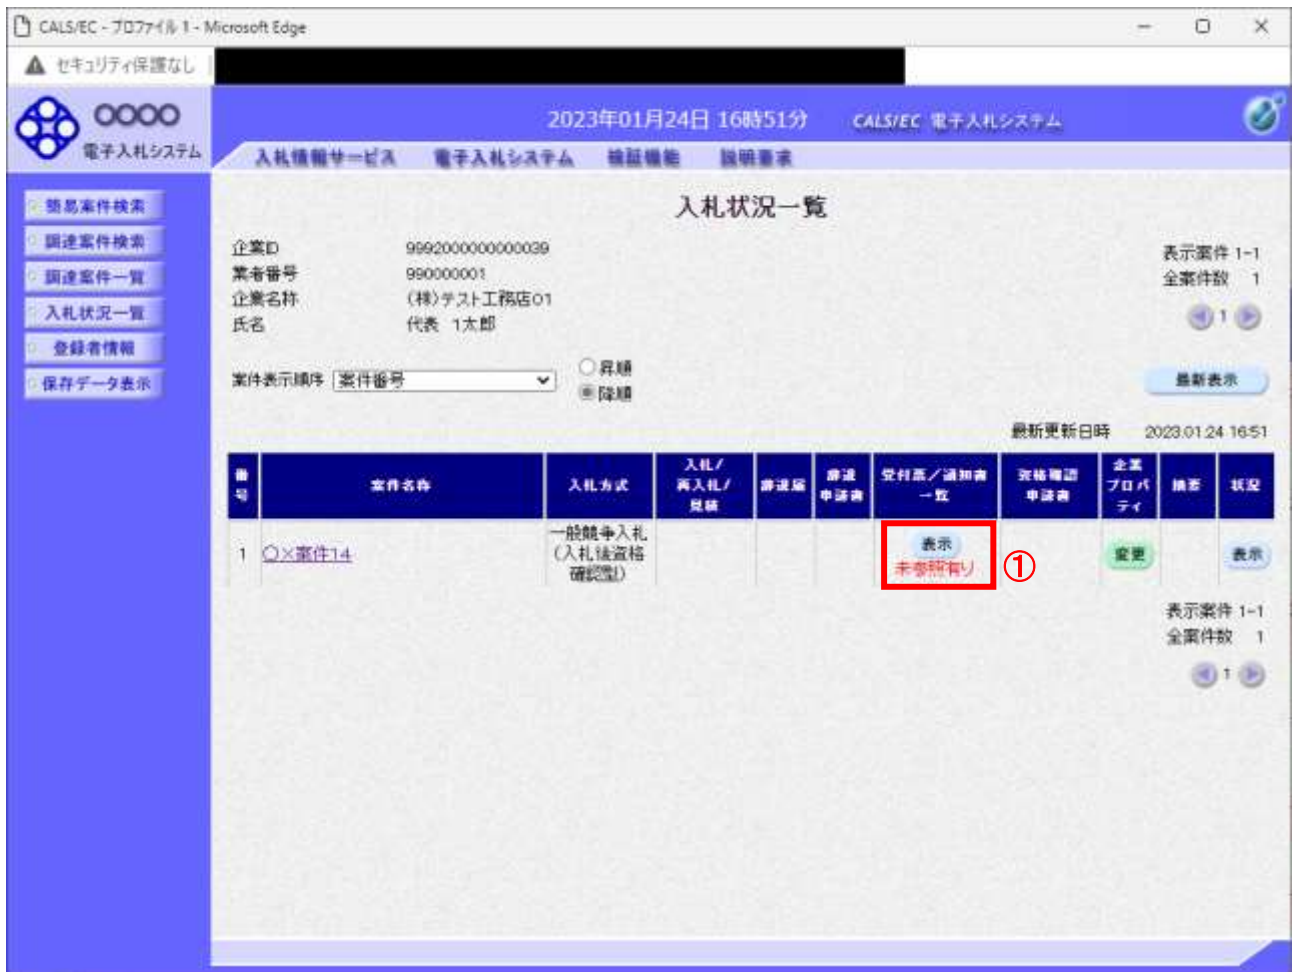 CALS/EC - プロファイル 1 - Microsoft Edge
セキュリティ保護なし
○○○○
電子入札システム
2023年01月24日 16時51分
CALS/EC 電子入札システム
入札情報サービス
電子入札システム
検証機能
説明要求
簡易案件検索
調達案件検索
調達案件一覧
入札状況一覧
登録者情報
保存データ表示
入札状況一覧
企業ID 9992000000000039
業者番号 990000001
企業名称 (株)テスト工務店01
氏名 代表 1太郎
表示案件 1-1
全案件数 1
1
案件表示順序 案件番号
昇順
降順
最新表示
最新更新日時 2023.01.24 16:51
番号
案件名称
入札方式
入札/
再入札/
見積
辞退届
辞退
申請書
受付票/通知書
一覧
資格確認
申請書
企業
プロパ
ティ
摘要
状況
1 ○×案件14
一般競争入札
(入札後資格
確認型)
表示
未参照有り
①
変更
表示
表示案件 1-1
全案件数 1
1